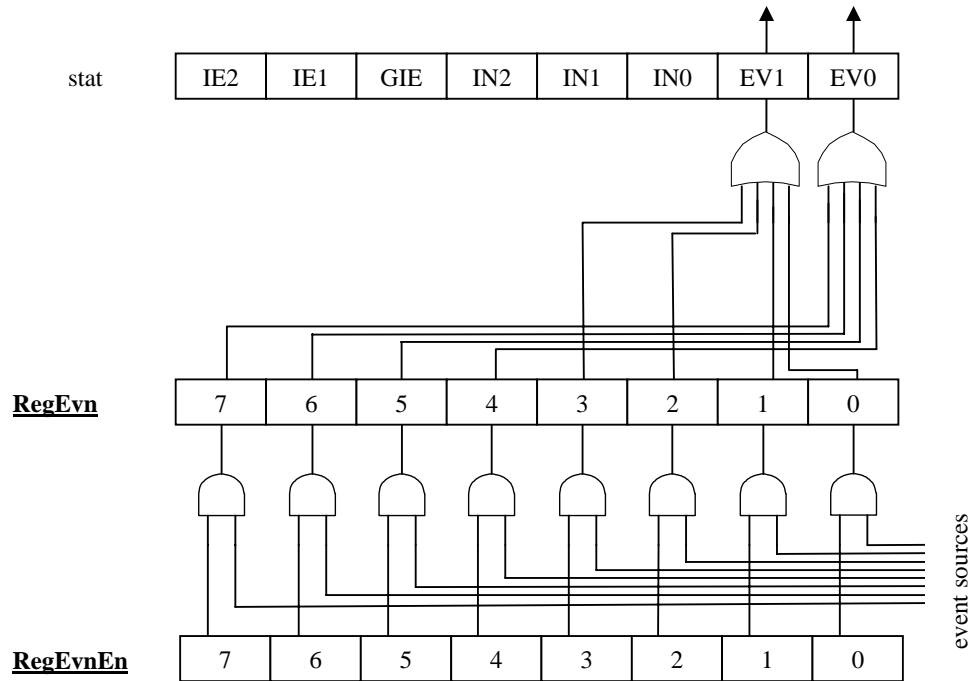 stat IE2 IE1 GIE IN2 IN1 IN0 EV1 EV0
RegEvn 7 6 5 4 3 2 1 0
event sources
RegEvnEn 7 6 5 4 3 2 1 0